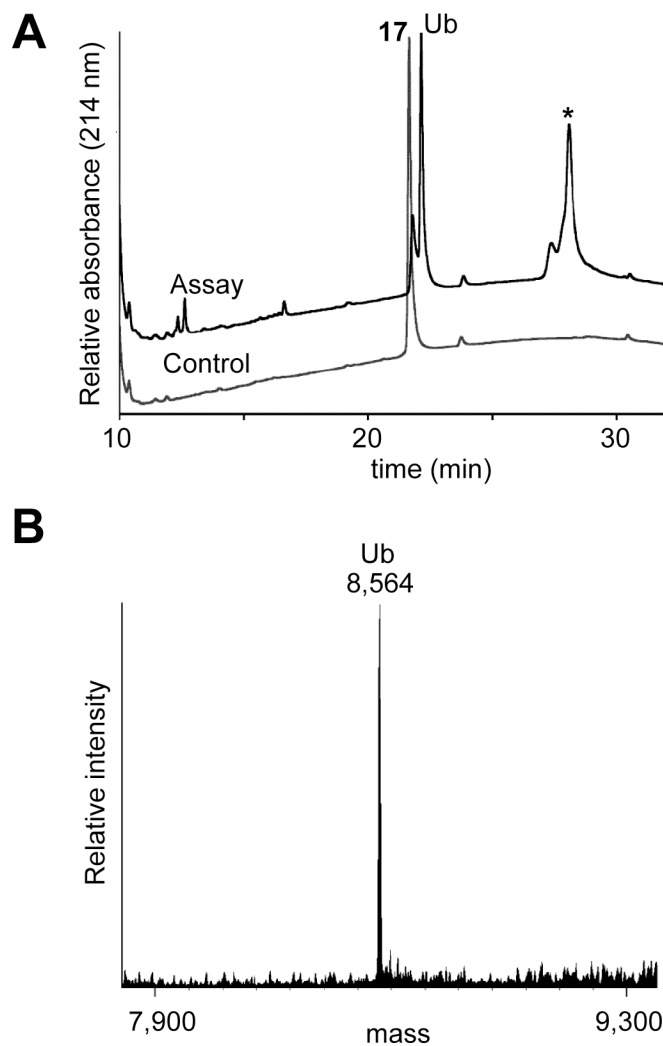 A
Relative absorbance (214 nm)
17 Ub
*
Assay
Control
10 20 30
time (min)
B
Relative intensity
Ub
8,564
7,900 mass 9,300